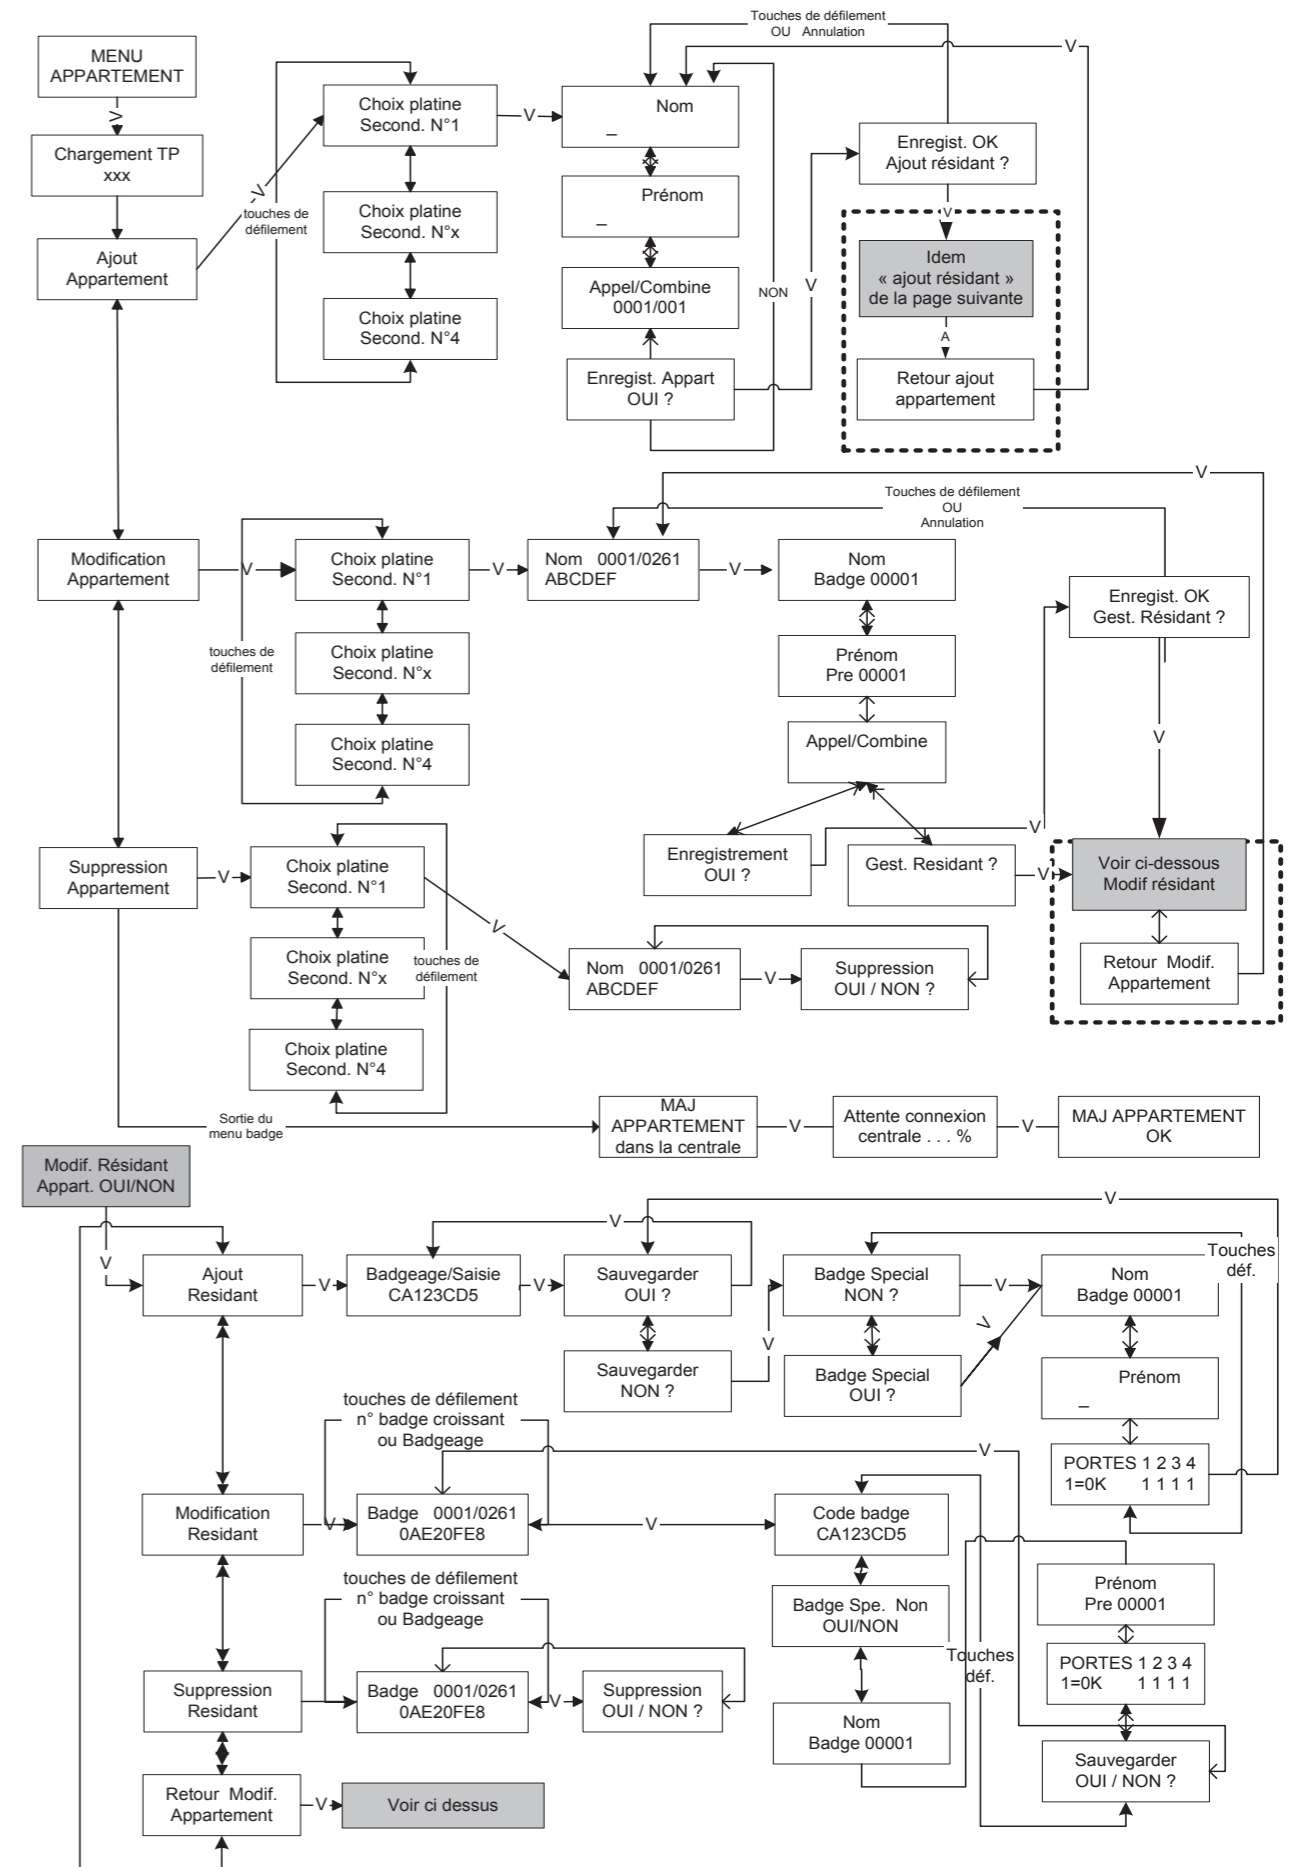 MENU
APPARTEMENT
V
Chargement TP
xxx
Ajout
Appartement
V
touches de
défilement
Choix platine
Second. N°1
Choix platine
Second. N°x
Choix platine
Second. N°4
V
Nom
_
Prénom
_
Appel/Combine
0001/001
Enregist. Appart
OUI ?
NON
V
Touches de défilement
OU Annulation
V
Enregist. OK
Ajout résidant ?
V
Idem
« ajout résidant »
de la page suivante
A
Retour ajout
appartement
Modification
Appartement
V
touches de
défilement
Choix platine
Second. N°1
Choix platine
Second. N°x
Choix platine
Second. N°4
V
Nom 0001/0261
ABCDEF
V
Touches de défilement
OU
Annulation
V
Nom
Badge 00001
Prénom
Pre 00001
Appel/Combine
Enregistrement
OUI ?
Gest. Residant ?
V
V
Enregist. OK
Gest. Résidant ?
V
Voir ci-dessous
Modif résidant
Retour Modif.
Appartement
Suppression
Appartement
V
Choix platine
Second. N°1
Choix platine
Second. N°x
Choix platine
Second. N°4
touches de
défilement
V
Nom 0001/0261
ABCDEF
V
Suppression
OUI / NON ?
Sortie du
menu badge
MAJ
APPARTEMENT
dans la centrale
V
Attente connexion
centrale . . . %
V
MAJ APPARTEMENT
OK
Modif. Résidant
Appart. OUI/NON
V
Ajout
Residant
V
Badgeage/Saisie
CA123CD5
V
V
Sauvegarder
OUI ?
Sauvegarder
NON ?
V
V
Badge Special
NON ?
Badge Special
OUI ?
V
V
Touches
déf.
Nom
Badge 00001
Prénom
_
PORTES 1 2 3 4
1=0K 1 1 1 1
touches de défilement
n° badge croissant
ou Badgeage
Modification
Residant
V
Badge 0001/0261
0AE20FE8
V
V
Code badge
CA123CD5
Badge Spe. Non
OUI/NON
Nom
Badge 00001
Touches
déf.
Prénom
Pre 00001
PORTES 1 2 3 4
1=0K 1 1 1 1
Sauvegarder
OUI / NON ?
touches de défilement
n° badge croissant
ou Badgeage
Suppression
Residant
Badge 0001/0261
0AE20FE8
V
Suppression
OUI / NON ?
Retour Modif.
Appartement
V
Voir ci dessus